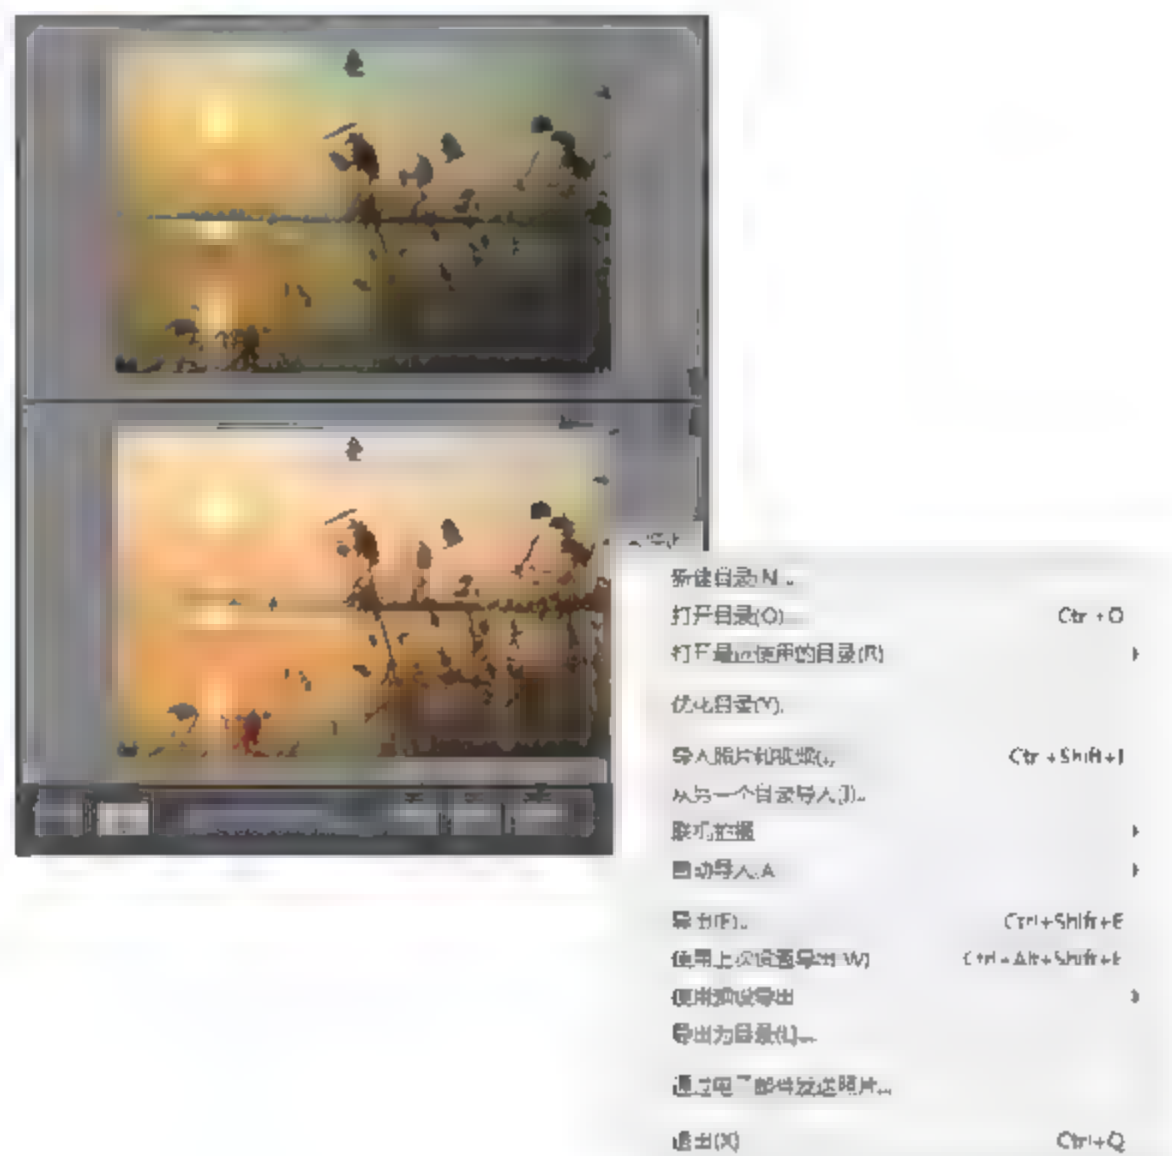 新建目录(N)...
打开目录(O)... Ctrl+O
打开最近使用的目录(R)
优化目录(Y)...
导入照片和视频(I)... Ctrl+Shift+I
从另一个目录导入(I)...
联机拍摄
自动导入(A)
导出(E)... Ctrl+Shift+E
使用上次设置导出(W) Ctrl+Alt+Shift+E
使用预设导出
导出为目录(L)...
通过电子邮件发送照片...
退出(X) Ctrl+Q